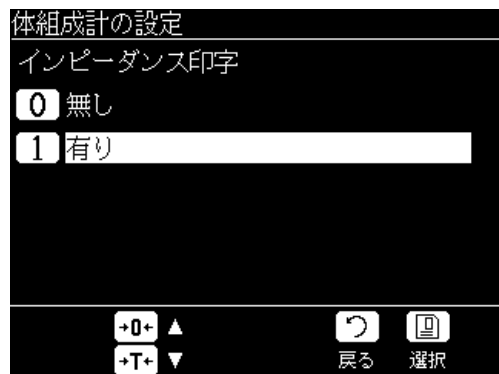 体組成計の設定
インピーダンス印字
0 無し
1 有り
→0← ▲
→T← ▼
戻る 選択